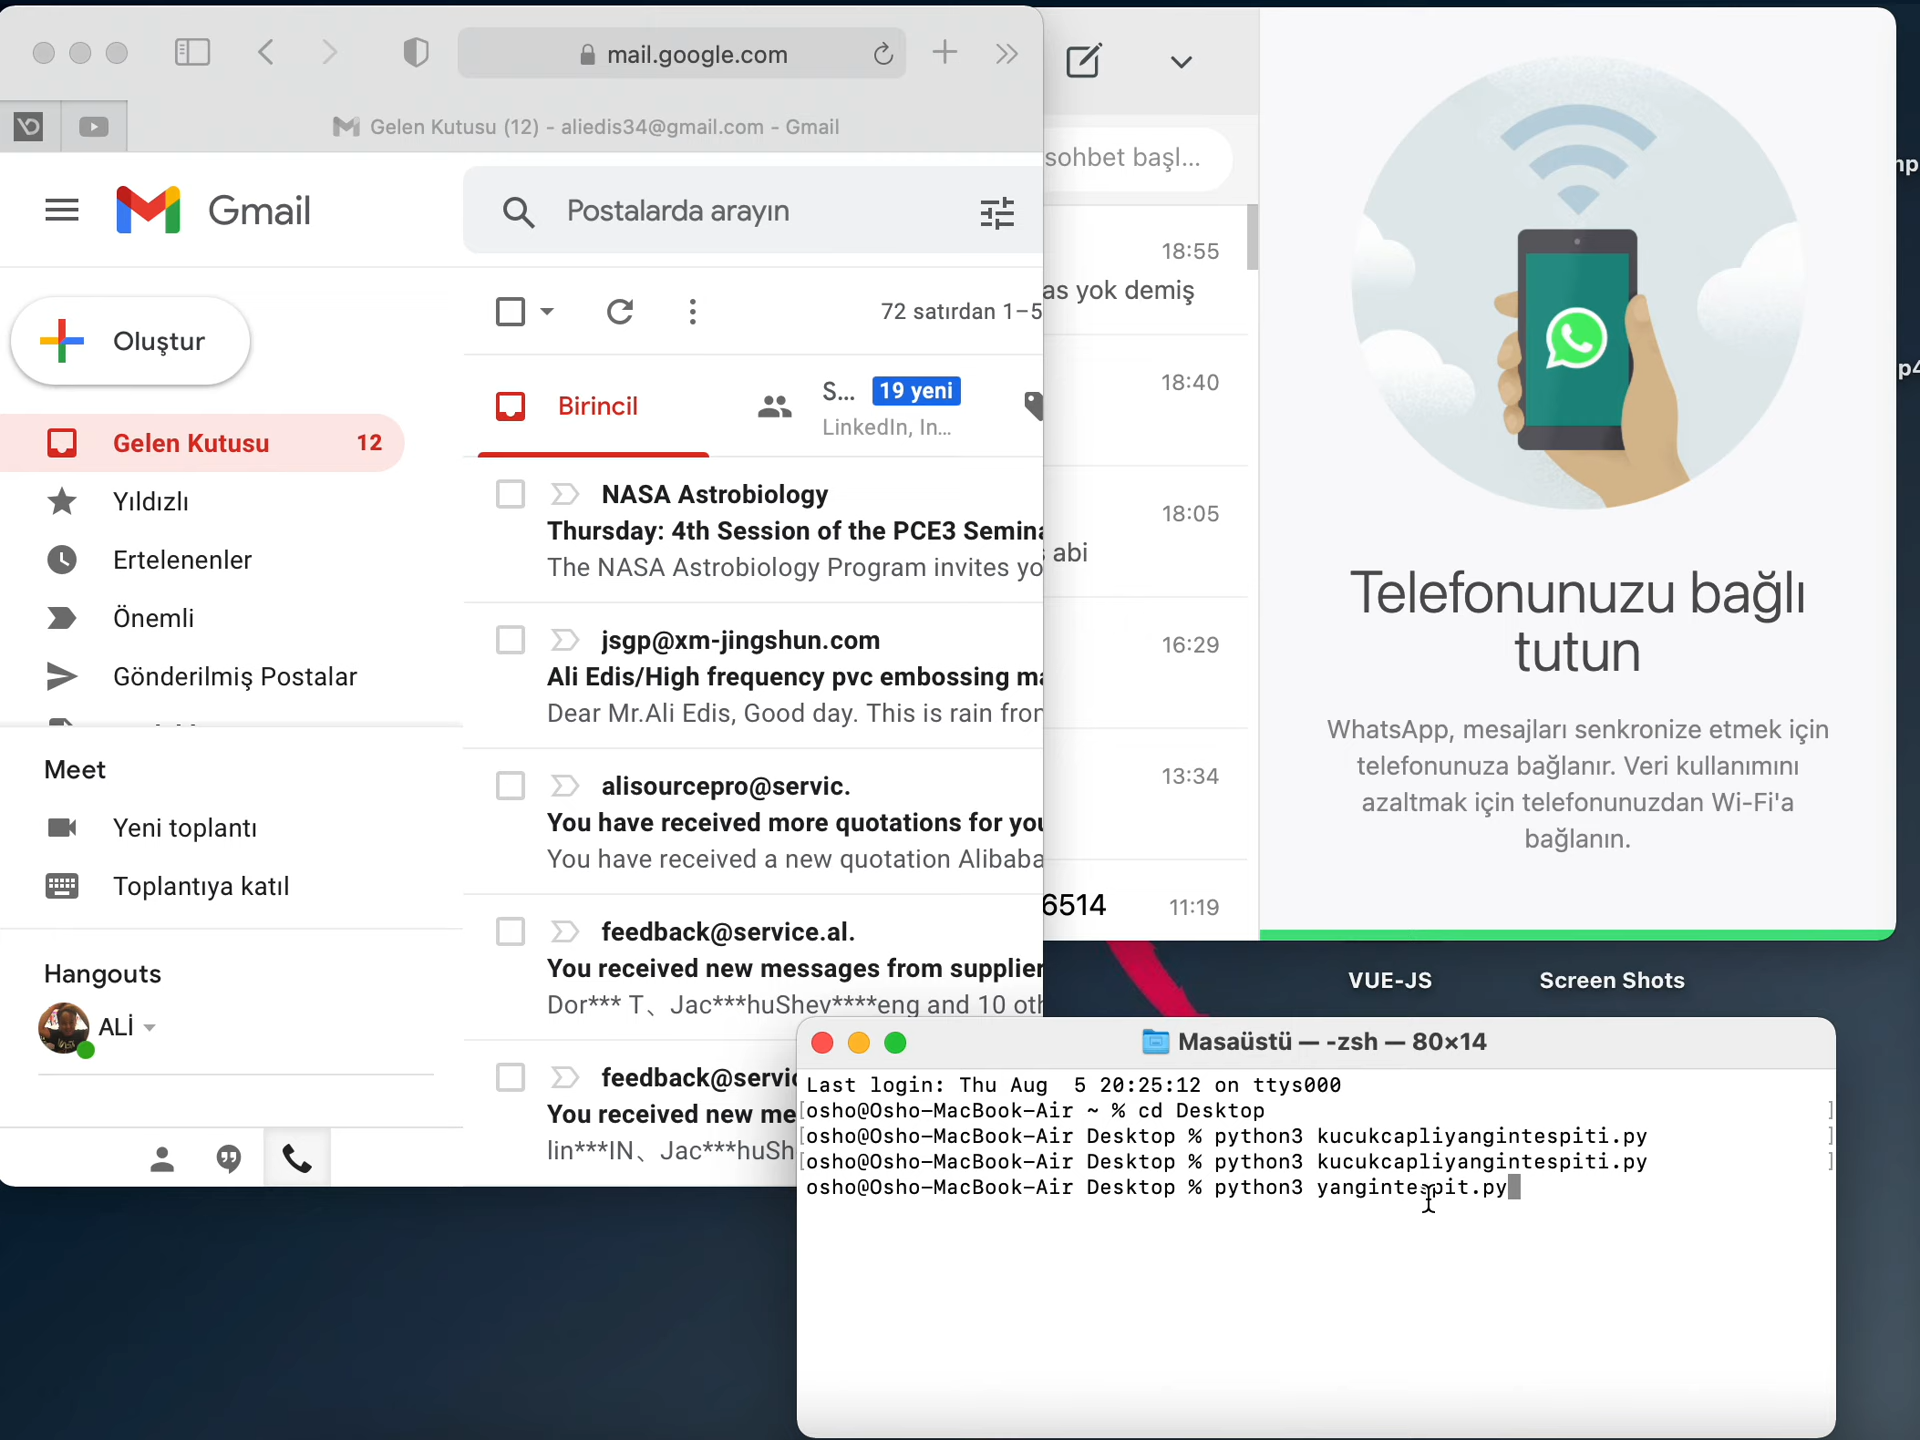 mail.google.com
Gelen Kutusu (12) - aliedis34@gmail.com - Gmail
Gmail
Postalarda arayın
Oluştur
72 satırdan 1–5
Birincil
S... 19 yeni
LinkedIn, In...
Gelen Kutusu 12
Yıldızlı
Ertelenenler
Önemli
Gönderilmiş Postalar
Meet
Yeni toplantı
Toplantıya katıl
Hangouts
ALİ
NASA Astrobiology
Thursday: 4th Session of the PCE3
The NASA Astrobiology Program invites
jsgp@xm-jingshun.com
Ali Edis/High frequency pvc embossing
Dear Mr.Ali Edis, Good day. This is rain
alisourcepro@servic.
You have received more quotations for
You have received a new quotation Alibaba
feedback@service.al.
You received new messages from supplier
Dor*** T、Jac***huShev****eng and 10
feedback@servic
You received new
lin***IN、Jac***huSh
sohbet başl...
18:55
as yok demiş
18:40
18:05
abi
16:29
13:34
6514 11:19
Telefonunuzu bağlı
tutun
WhatsApp, mesajları senkronize etmek için
telefonunuza bağlanır. Veri kullanımını
azaltmak için telefonunuzdan Wi-Fi'a
bağlanın.
VUE-JS
Screen Shots
Masaüstü — -zsh — 80×14
Last login: Thu Aug  5 20:25:12 on ttys000
[osho@Osho-MacBook-Air ~ % cd Desktop ]
[osho@Osho-MacBook-Air Desktop % python3 kucukcapliyangintespiti.py ]
[osho@Osho-MacBook-Air Desktop % python3 kucukcapliyangintespiti.py ]
osho@Osho-MacBook-Air Desktop % python3 yangintespit.py